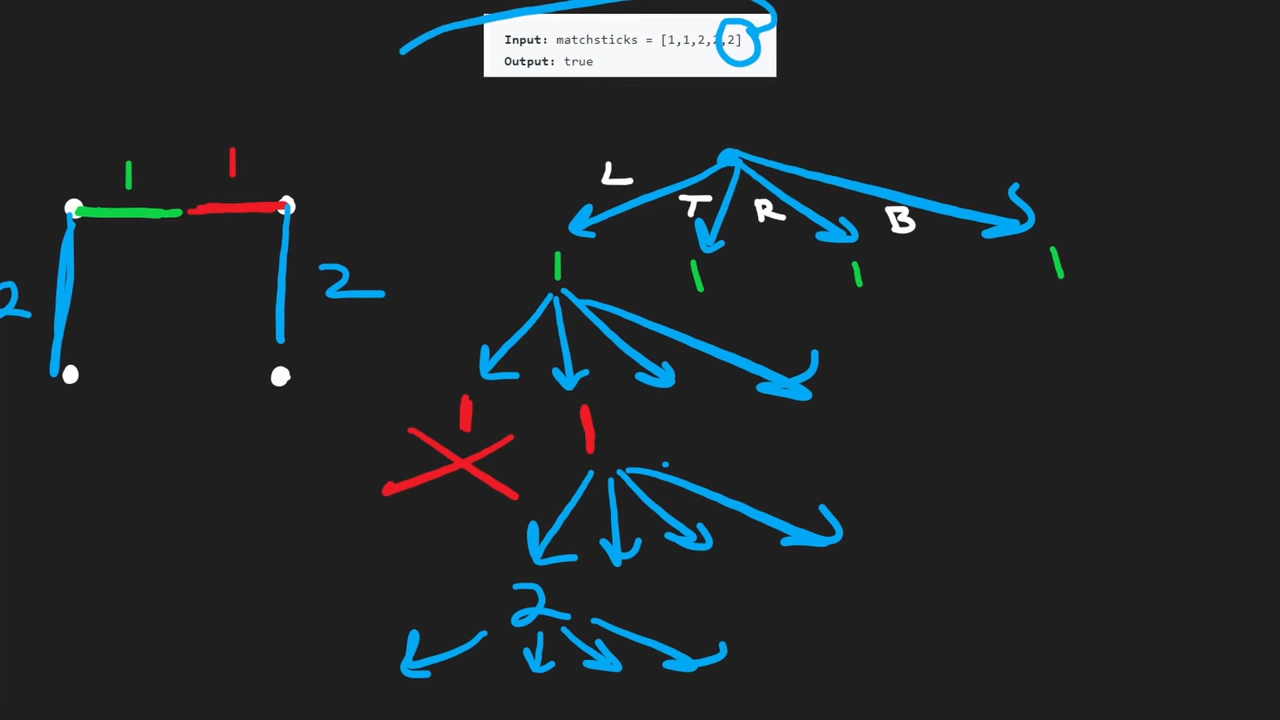 Input: matchsticks = [1,1,2,2,2]
Output: true
1 1
L T R B
2 2
1 1 1 1
1 1
2